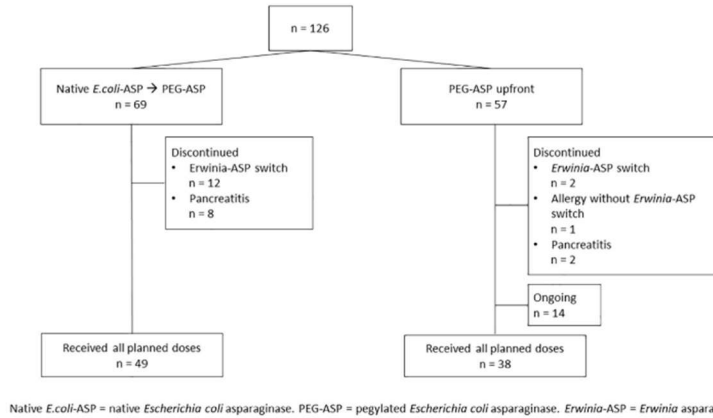 n = 126
Native E.coli-ASP → PEG-ASP
n = 69
PEG-ASP upfront
n = 57
Discontinued
• Erwinia-ASP switch
n = 12
• Pancreatitis
n = 8
Discontinued
• Erwinia-ASP switch
n = 2
• Allergy without Erwinia-ASP
switch
n = 1
• Pancreatitis
n = 2
Ongoing
n = 14
Received all planned doses
n = 49
Received all planned doses
n = 38
Native E.coli-ASP = native Escherichia coli asparaginase. PEG-ASP = pegylated Escherichia coli asparaginase. Erwinia-ASP = Erwinia aspara